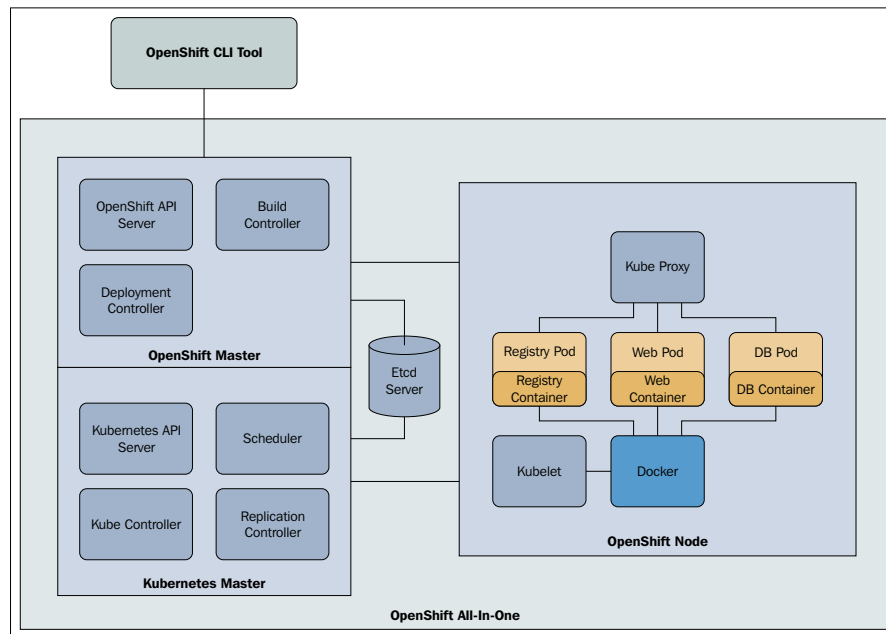 OpenShift CLI Tool
OpenShift API
Server
Build
Controller
Deployment
Controller
OpenShift Master
Kubernetes API
Server
Scheduler
Kube Controller
Replication
Controller
Kubernetes Master
Etcd
Server
Kube Proxy
Registry Pod
Registry
Container
Web Pod
Web
Container
DB Pod
DB Container
Kubelet
Docker
OpenShift Node
OpenShift All-In-One